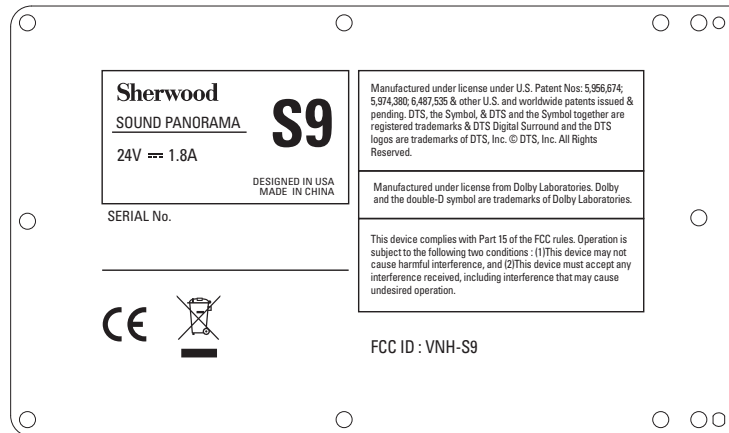 Sherwood
SOUND PANORAMA
24V ⎓ 1.8A
S9
DESIGNED IN USA
MADE IN CHINA
SERIAL No.
Manufactured under license under U.S. Patent Nos: 5,956,674;
5,974,380; 6,487,535 & other U.S. and worldwide patents issued &
pending. DTS, the Symbol, & DTS and the Symbol together are
registered trademarks & DTS Digital Surround and the DTS
logos are trademarks of DTS, Inc. © DTS, Inc. All Rights
Reserved.
Manufactured under license from Dolby Laboratories. Dolby
and the double-D symbol are trademarks of Dolby Laboratories.
This device complies with Part 15 of the FCC rules. Operation is
subject to the following two conditions : (1)This device may not
cause harmful interference, and (2)This device must accept any
interference received, including interference that may cause
undesired operation.
CE
FCC ID : VNH-S9